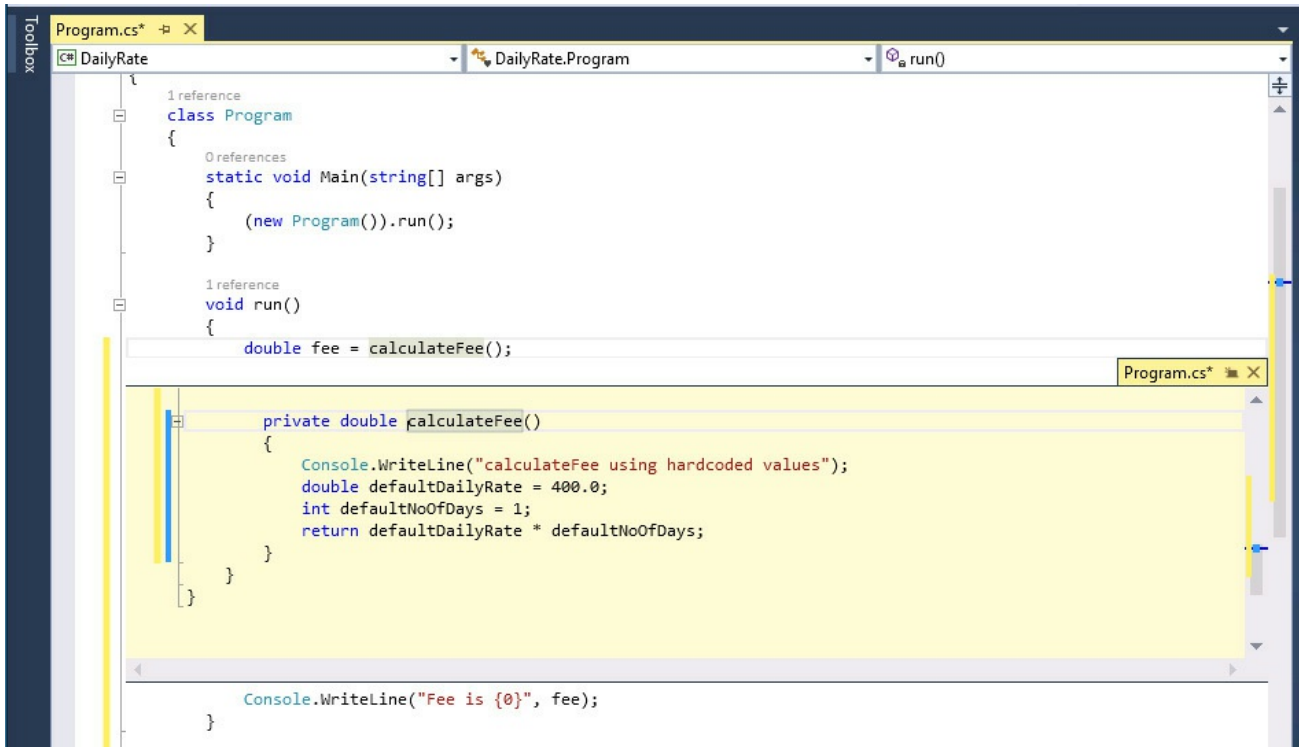 Toolbox
Program.cs*
C# DailyRate DailyRate.Program run()
{
1 reference
class Program
{
0 references
static void Main(string[] args)
{
(new Program()).run();
}
1 reference
void run()
{
double fee = calculateFee();
Program.cs*
private double calculateFee()
{
Console.WriteLine("calculateFee using hardcoded values");
double defaultDailyRate = 400.0;
int defaultNoOfDays = 1;
return defaultDailyRate * defaultNoOfDays;
}
}
}
Console.WriteLine("Fee is {0}", fee);
}